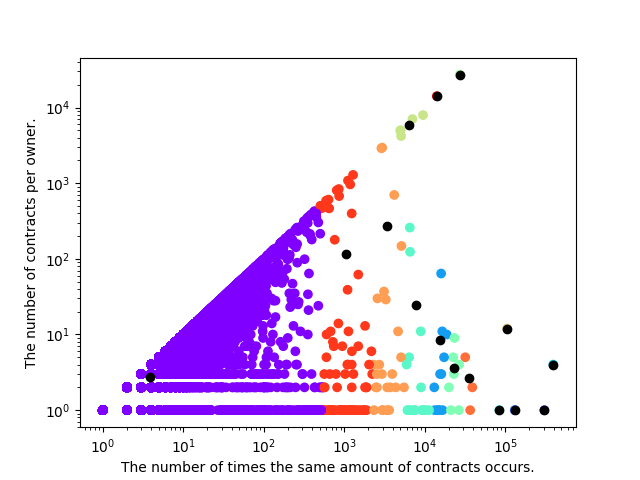 The number of contracts per owner.
10⁴
10³
10²
10¹
10⁰
10⁰ 10¹ 10² 10³ 10⁴ 10⁵
The number of times the same amount of contracts occurs.